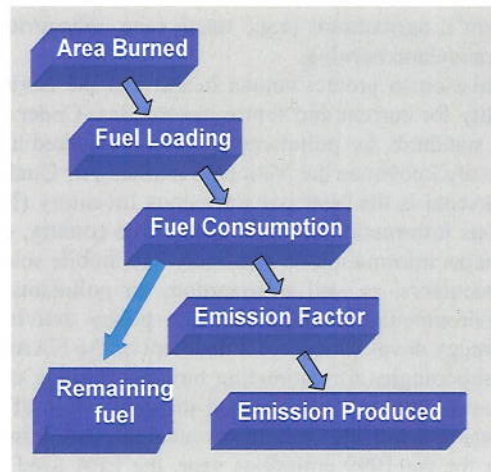 Area Burned
Fuel Loading
Fuel Consumption
Emission Factor
Remaining
fuel
Emission Produced